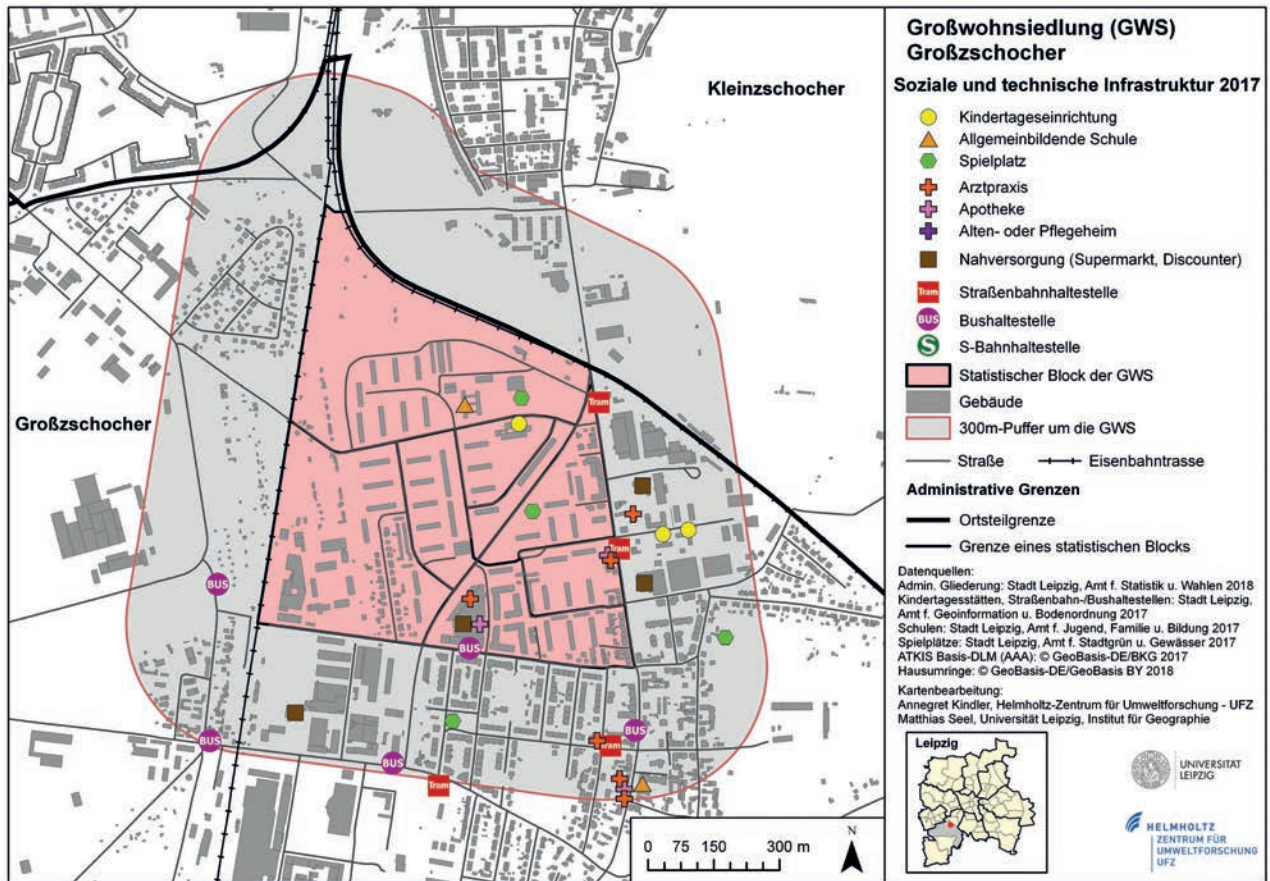 Kleinzschocher
Großzschocher
Tram
Tram
BUS
BUS
BUS
BUS
BUS
Tram
Tram
0 75 150 300 m
N
Großwohnsiedlung (GWS)
Großzschocher
Soziale und technische Infrastruktur 2017
Kindertageseinrichtung
Allgemeinbildende Schule
Spielplatz
Arztpraxis
Apotheke
Alten- oder Pflegeheim
Nahversorgung (Supermarkt, Discounter)
Tram Straßenbahnhaltestelle
BUS Bushaltestelle
S S-Bahnhaltestelle
Statistischer Block der GWS
Gebäude
300m-Puffer um die GWS
Straße Eisenbahntrasse
Administrative Grenzen
Ortsteilgrenze
Grenze eines statistischen Blocks
Datenquellen:
Admin. Gliederung: Stadt Leipzig, Amt f. Statistik u. Wahlen 2018
Kindertagesstätten, Straßenbahn-/Bushaltestellen: Stadt Leipzig,
Amt f. Geoinformation u. Bodenordnung 2017
Schulen: Stadt Leipzig, Amt f. Jugend, Familie u. Bildung 2017
Spielplätze: Stadt Leipzig, Amt f. Stadtgrün u. Gewässer 2017
ATKIS Basis-DLM (AAA): © GeoBasis-DE/BKG 2017
Hausumringe: © GeoBasis-DE/GeoBasis BY 2018
Kartenbearbeitung:
Annegret Kindler, Helmholtz-Zentrum für Umweltforschung - UFZ
Matthias Seel, Universität Leipzig, Institut für Geographie
Leipzig
UNIVERSITÄT
LEIPZIG
HELMHOLTZ
ZENTRUM FÜR
UMWELTFORSCHUNG
UFZ